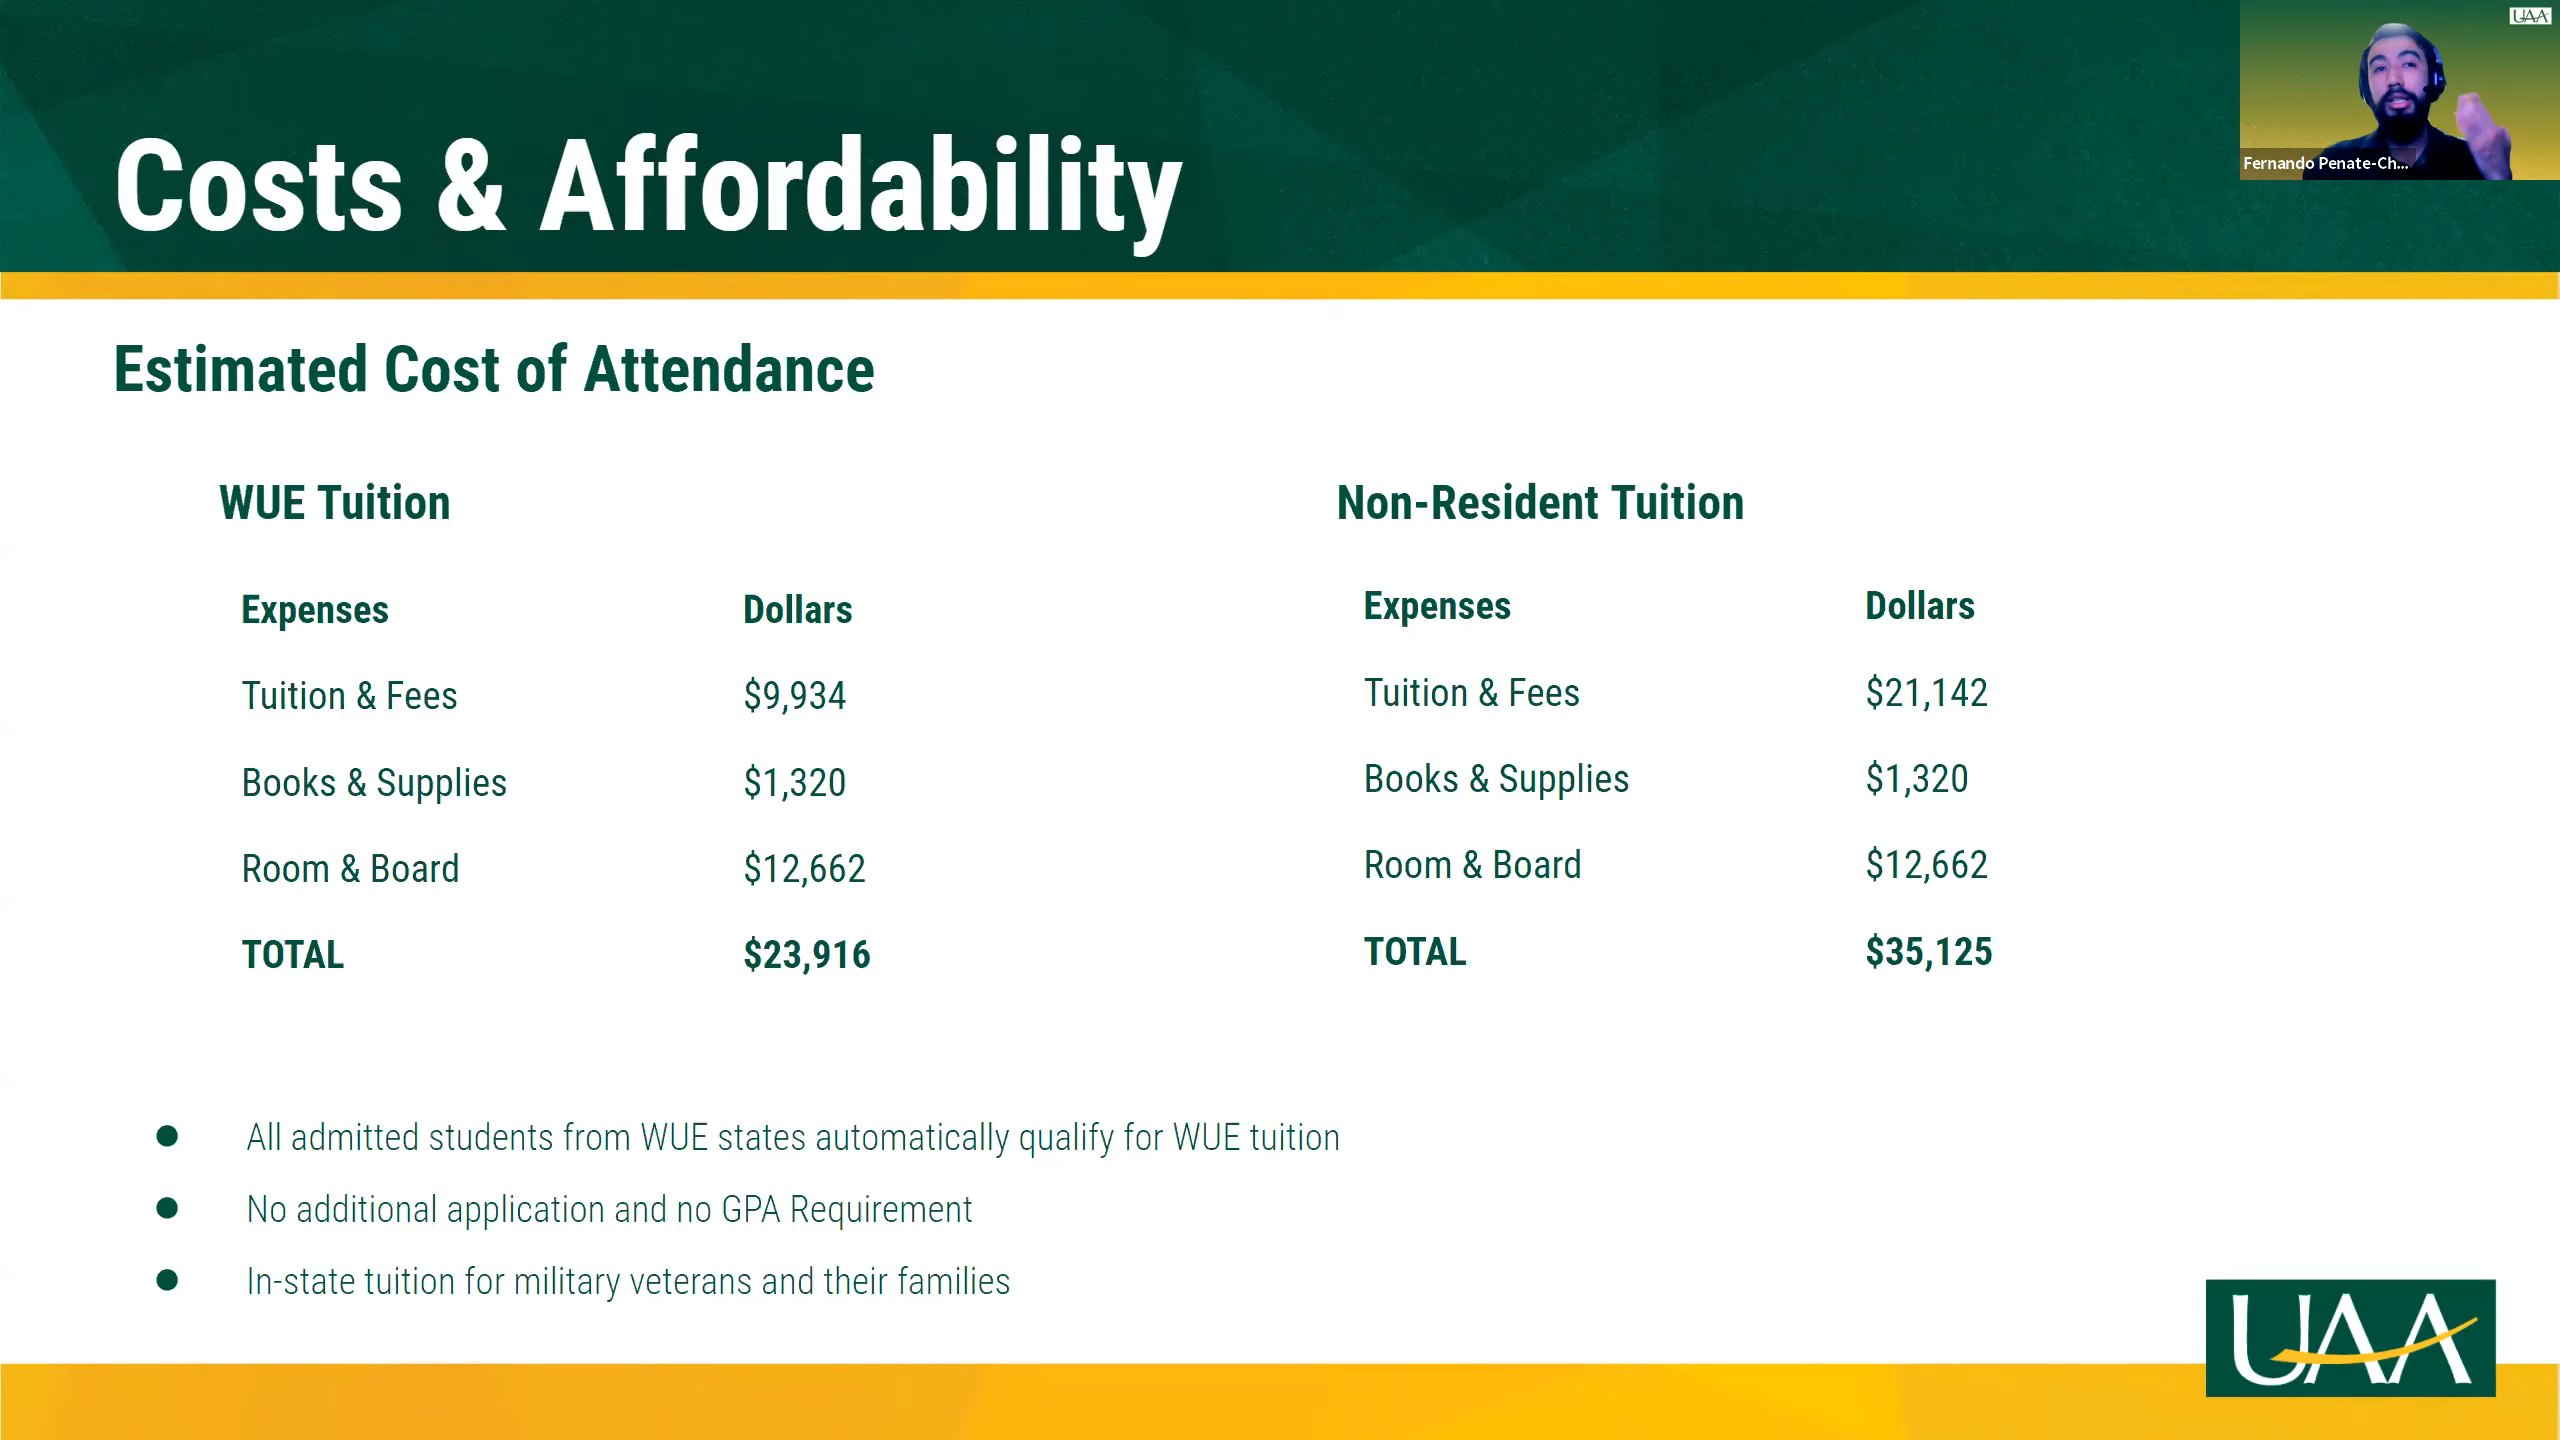 UAA
Fernando Penate-Ch...
Costs & Affordability
Estimated Cost of Attendance
WUE Tuition
Expenses Dollars
Tuition & Fees $9,934
Books & Supplies $1,320
Room & Board $12,662
TOTAL $23,916
Non-Resident Tuition
Expenses Dollars
Tuition & Fees $21,142
Books & Supplies $1,320
Room & Board $12,662
TOTAL $35,125
● All admitted students from WUE states automatically qualify for WUE tuition
● No additional application and no GPA Requirement
● In-state tuition for military veterans and their families
UAA